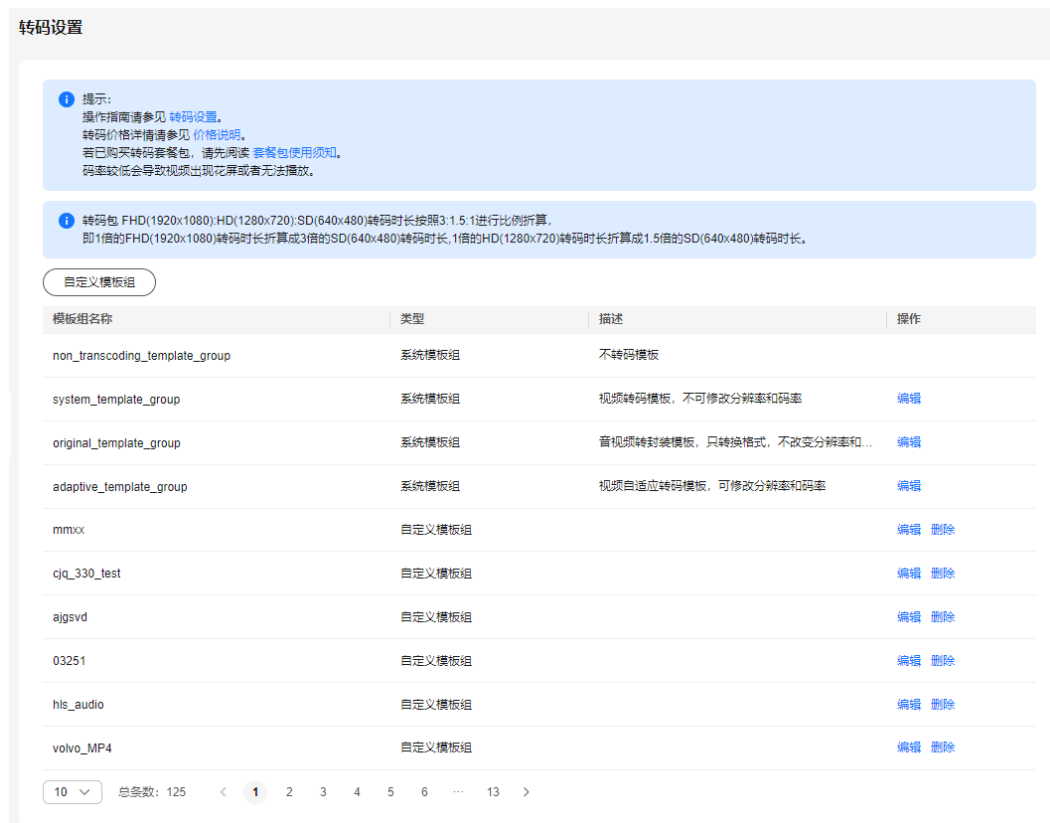 转码设置
提示:
操作指南请参见 转码设置。
转码价格详情请参见 价格说明。
若已购买转码套餐包，请先阅读 套餐包使用须知。
码率较低会导致视频出现花屏或者无法播放。
转码包 FHD(1920x1080):HD(1280x720):SD(640x480)转码时长按照3:1.5:1进行比例折算，
即1倍的FHD(1920x1080)转码时长折算成3倍的SD(640x480)转码时长,1倍的HD(1280x720)转码时长折算成1.5倍的SD(640x480)转码时长。
自定义模板组
模板组名称 类型 描述 操作
non_transcoding_template_group 系统模板组 不转码模板
system_template_group 系统模板组 视频转码模板，不可修改分辨率和码率 编辑
original_template_group 系统模板组 音视频转封装模板，只转换格式，不改变分辨率和... 编辑
adaptive_template_group 系统模板组 视频自适应转码模板，可修改分辨率和码率 编辑
mmxx 自定义模板组 编辑 删除
cjq_330_test 自定义模板组 编辑 删除
ajgsvd 自定义模板组 编辑 删除
03251 自定义模板组 编辑 删除
hls_audio 自定义模板组 编辑 删除
volvo_MP4 自定义模板组 编辑 删除
10 总条数：125 < 1 2 3 4 5 6 ... 13 >